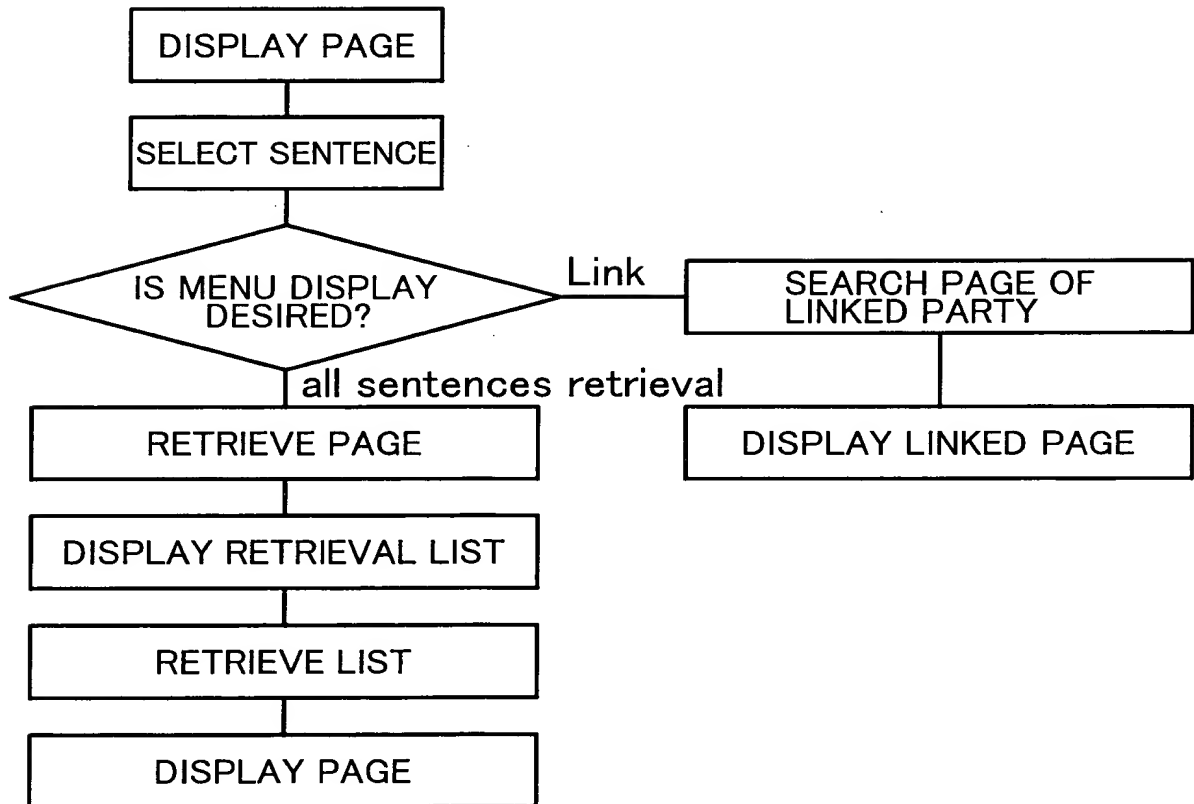 DISPLAY PAGE
SELECT SENTENCE
IS MENU DISPLAY
DESIRED?
Link
SEARCH PAGE OF
LINKED PARTY
all sentences retrieval
RETRIEVE PAGE
DISPLAY LINKED PAGE
DISPLAY RETRIEVAL LIST
RETRIEVE LIST
DISPLAY PAGE